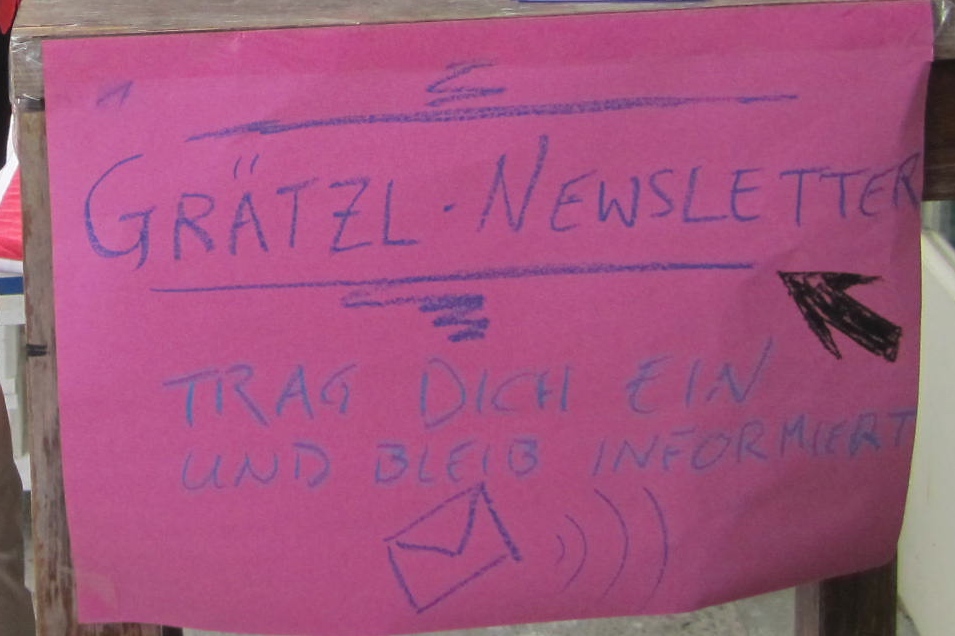 GRÄTZL-NEWSLETTER
TRAG DICH EIN
UND BLEIB INFORMIERT